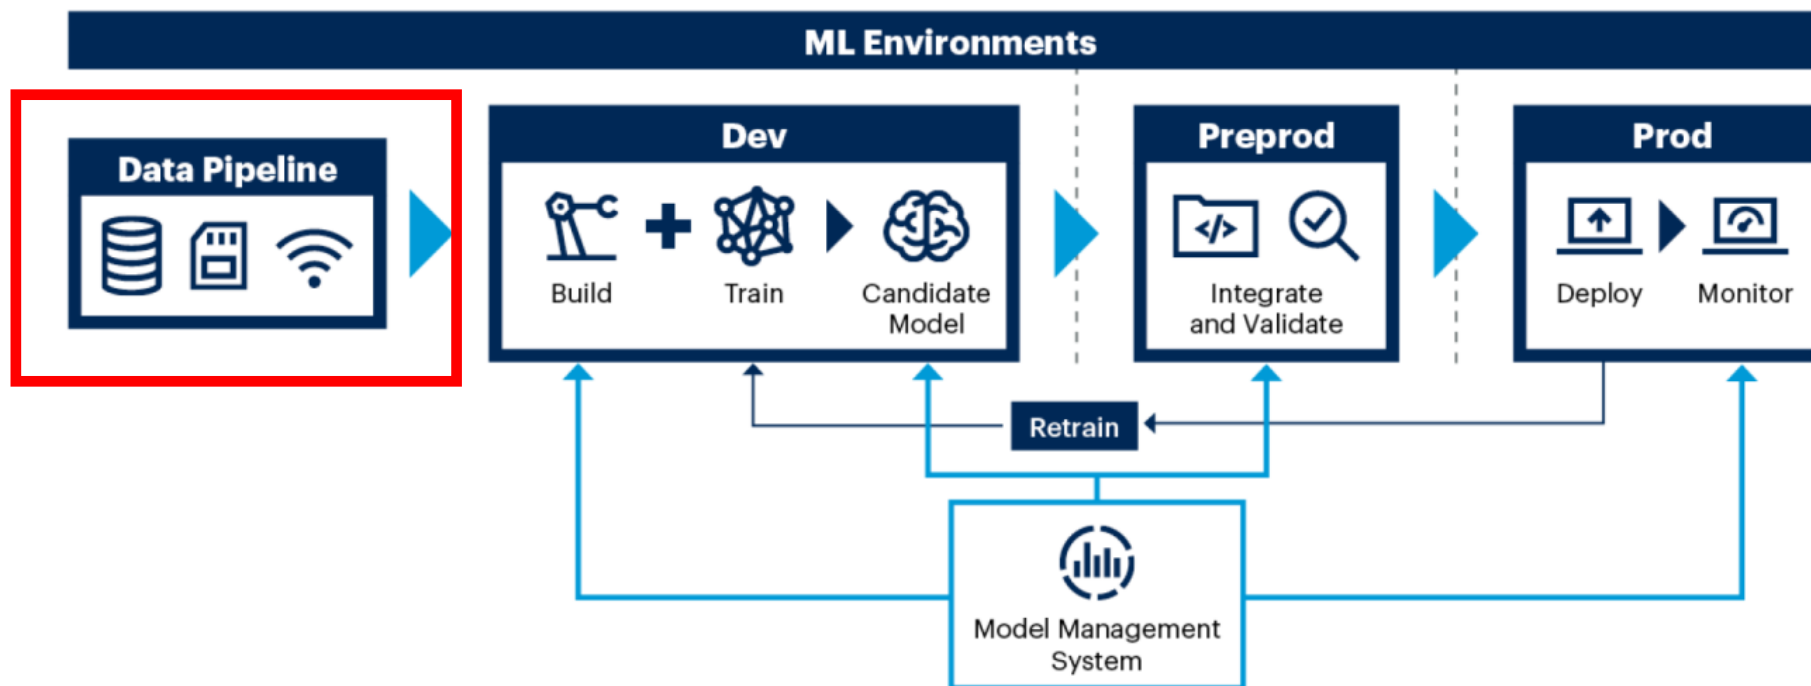 ML Environments
Data Pipeline
Dev
Build
Train
Candidate
Model
Preprod
</>
Integrate
and Validate
Prod
Deploy
Monitor
Retrain
Model Management
System